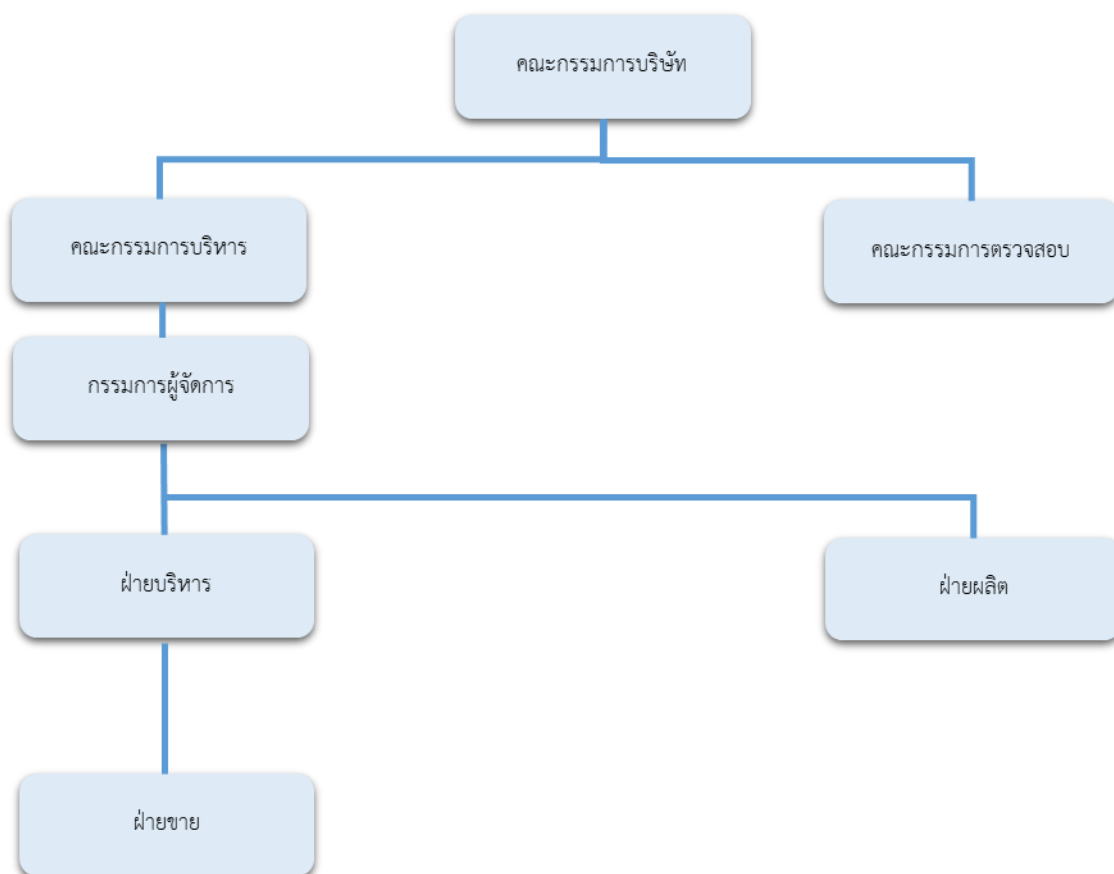 คณะกรรมการบริษัท
คณะกรรมการบริหาร
คณะกรรมการตรวจสอบ
กรรมการผู้จัดการ
ฝ่ายบริหาร
ฝ่ายผลิต
ฝ่ายขาย